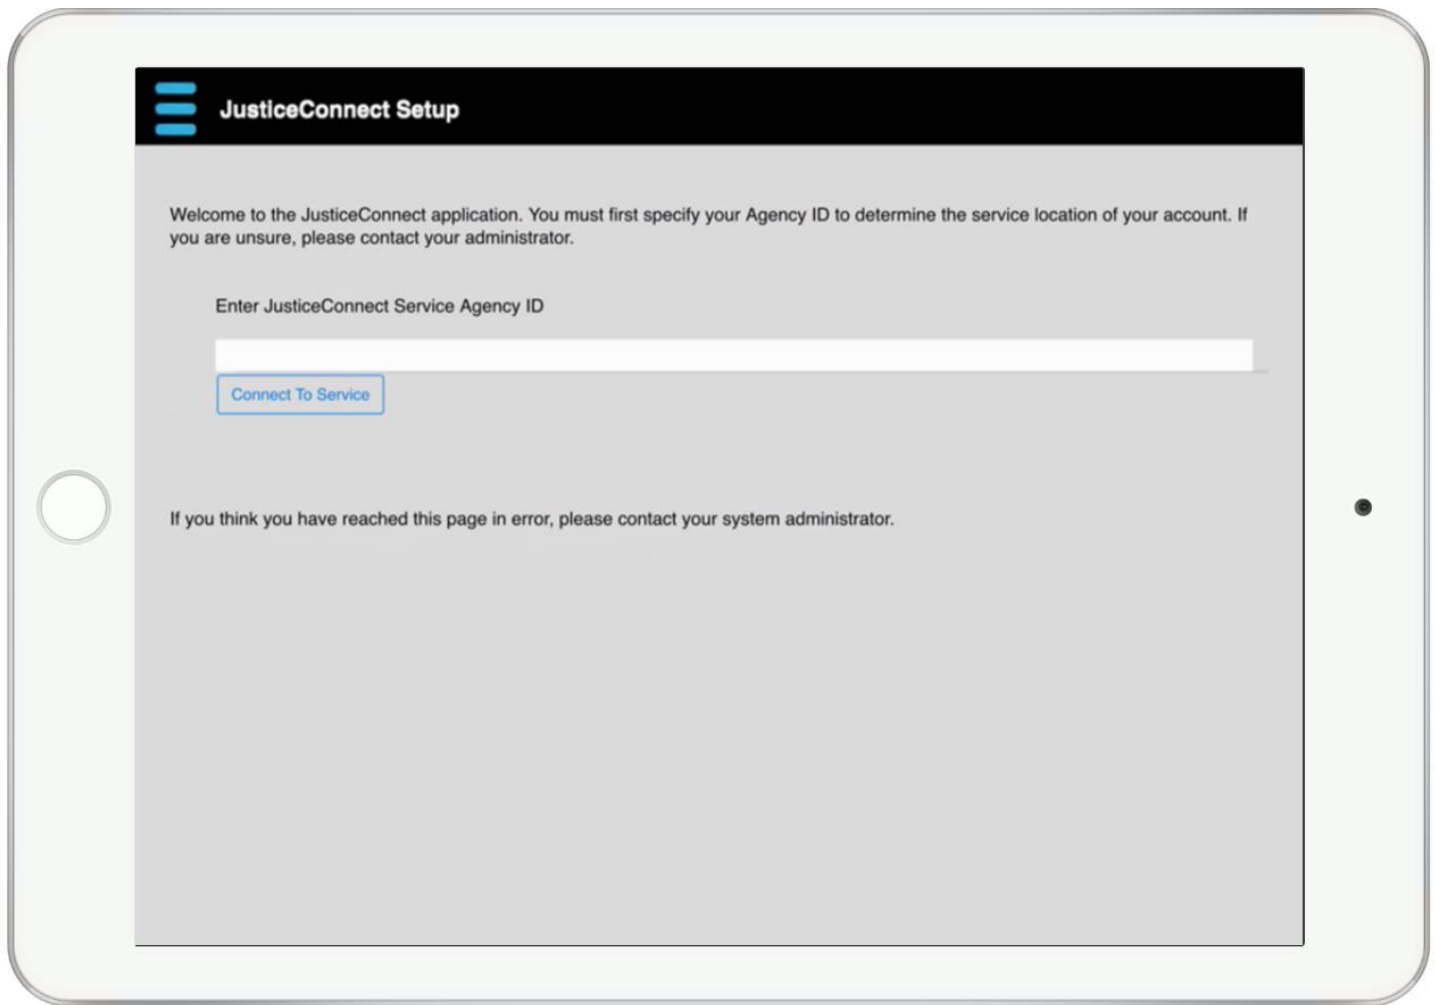 JusticeConnect Setup
Welcome to the JusticeConnect application. You must first specify your Agency ID to determine the service location of your account. If
you are unsure, please contact your administrator.
Enter JusticeConnect Service Agency ID
Connect To Service
If you think you have reached this page in error, please contact your system administrator.